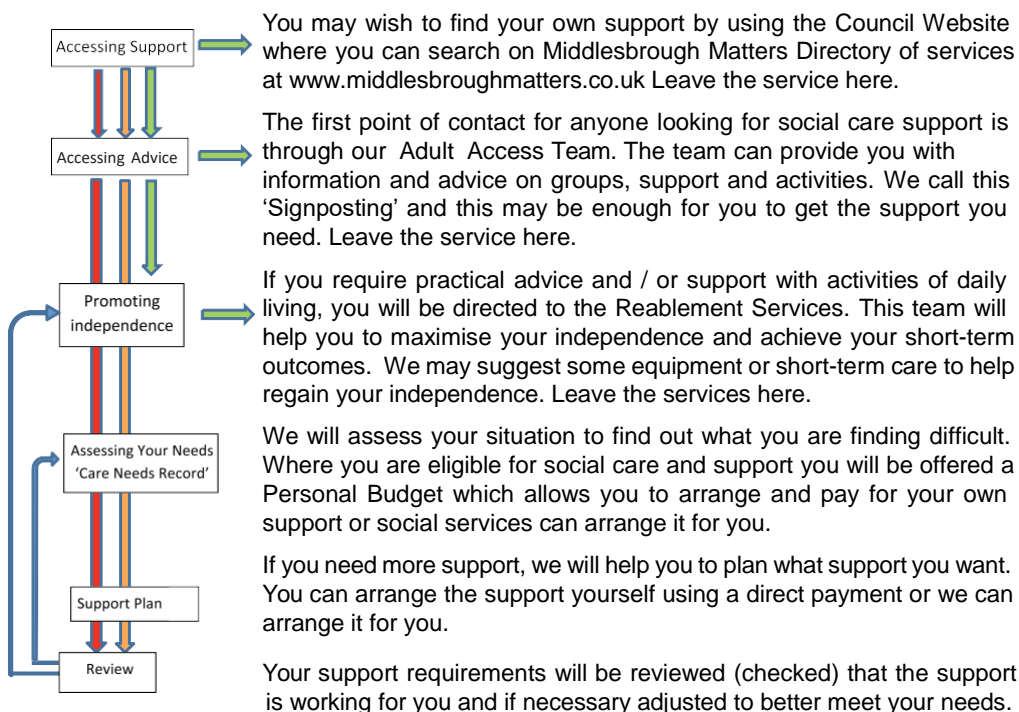 Accessing Support
You may wish to find your own support by using the Council Website
where you can search on Middlesbrough Matters Directory of services
at www.middlesbroughmatters.co.uk Leave the service here.
Accessing Advice
The first point of contact for anyone looking for social care support is
through our Adult Access Team. The team can provide you with
information and advice on groups, support and activities. We call this
‘Signposting’ and this may be enough for you to get the support you
need. Leave the service here.
Promoting
independence
If you require practical advice and / or support with activities of daily
living, you will be directed to the Reablement Services. This team will
help you to maximise your independence and achieve your short-term
outcomes. We may suggest some equipment or short-term care to help
regain your independence. Leave the services here.
Assessing Your Needs
‘Care Needs Record’
We will assess your situation to find out what you are finding difficult.
Where you are eligible for social care and support you will be offered a
Personal Budget which allows you to arrange and pay for your own
support or social services can arrange it for you.
Support Plan
If you need more support, we will help you to plan what support you want.
You can arrange the support yourself using a direct payment or we can
arrange it for you.
Review
Your support requirements will be reviewed (checked) that the support
is working for you and if necessary adjusted to better meet your needs.